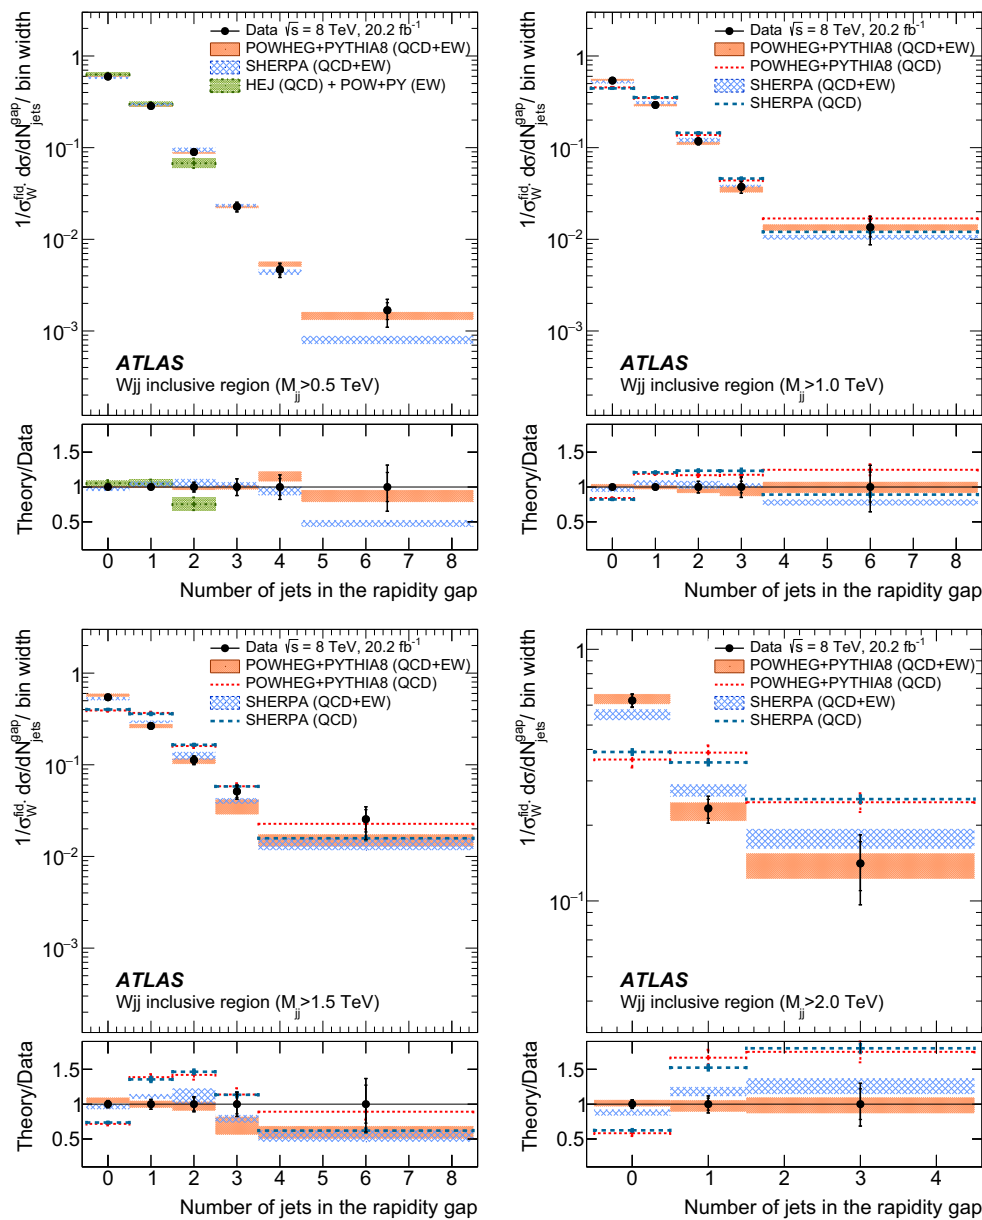 Data √s = 8 TeV, 20.2 fb⁻¹
POWHEG+PYTHIA8 (QCD+EW)
SHERPA (QCD+EW)
HEJ (QCD) + POW+PY (EW)
1/σ_W^fid. dσ/dN_jets^gap/ bin width
1
10⁻¹
10⁻²
10⁻³
ATLAS
Wjj inclusive region (M_jj>0.5 TeV)
Theory/Data
1.5
1
0.5
0 1 2 3 4 5 6 7 8
Number of jets in the rapidity gap
Data √s = 8 TeV, 20.2 fb⁻¹
POWHEG+PYTHIA8 (QCD+EW)
POWHEG+PYTHIA8 (QCD)
SHERPA (QCD+EW)
SHERPA (QCD)
1/σ_W^fid. dσ/dN_jets^gap/ bin width
1
10⁻¹
10⁻²
10⁻³
ATLAS
Wjj inclusive region (M_jj>1.0 TeV)
Theory/Data
1.5
1
0.5
0 1 2 3 4 5 6 7 8
Number of jets in the rapidity gap
Data √s = 8 TeV, 20.2 fb⁻¹
POWHEG+PYTHIA8 (QCD+EW)
POWHEG+PYTHIA8 (QCD)
SHERPA (QCD+EW)
SHERPA (QCD)
1/σ_W^fid. dσ/dN_jets^gap/ bin width
1
10⁻¹
10⁻²
10⁻³
ATLAS
Wjj inclusive region (M_jj>1.5 TeV)
Theory/Data
1.5
1
0.5
0 1 2 3 4 5 6 7 8
Number of jets in the rapidity gap
Data √s = 8 TeV, 20.2 fb⁻¹
POWHEG+PYTHIA8 (QCD+EW)
POWHEG+PYTHIA8 (QCD)
SHERPA (QCD+EW)
SHERPA (QCD)
1/σ_W^fid. dσ/dN_jets^gap/ bin width
1
10⁻¹
ATLAS
Wjj inclusive region (M_jj>2.0 TeV)
Theory/Data
1.5
1
0.5
0 1 2 3 4
Number of jets in the rapidity gap